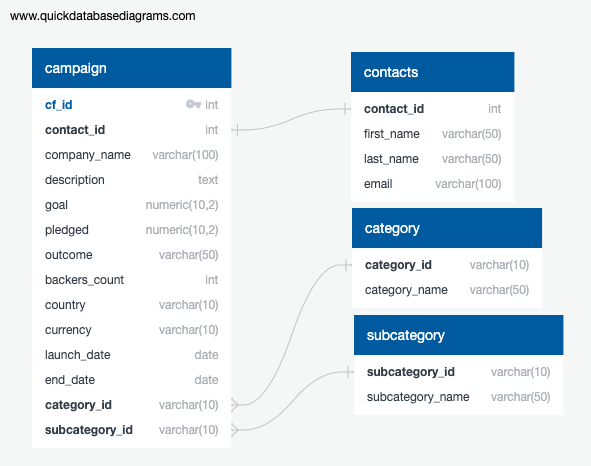 www.quickdatabasediagrams.com
campaign
cf_id int
contact_id int
company_name varchar(100)
description text
goal numeric(10,2)
pledged numeric(10,2)
outcome varchar(50)
backers_count int
country varchar(10)
currency varchar(10)
launch_date date
end_date date
category_id varchar(10)
subcategory_id varchar(10)
contacts
contact_id int
first_name varchar(50)
last_name varchar(50)
email varchar(100)
category
category_id varchar(10)
category_name varchar(50)
subcategory
subcategory_id varchar(10)
subcategory_name varchar(50)